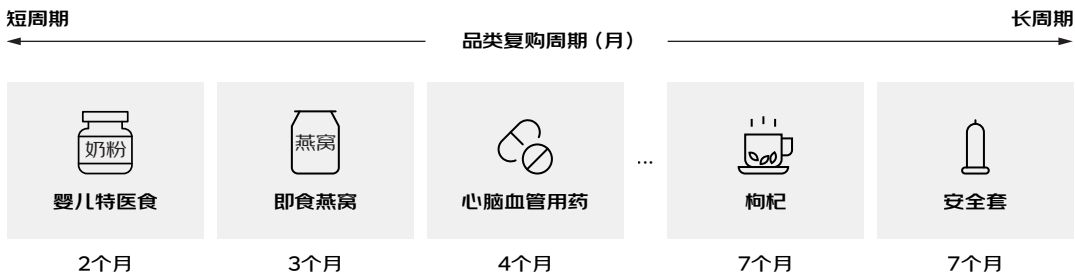 短周期
长周期
品类复购周期（月）
奶粉
燕窝
...
婴儿特医食
即食燕窝
心脑血管用药
枸杞
安全套
2个月
3个月
4个月
7个月
7个月